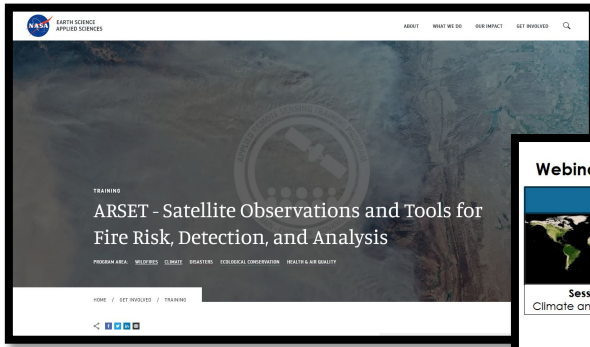 NASA
EARTH SCIENCE
APPLIED SCIENCES
ABOUT WHAT WE DO OUR IMPACT GET INVOLVED
TRAINING
ARSET - Satellite Observations and Tools for
Fire Risk, Detection, and Analysis
PROGRAM AREA: WILDFIRES CLIMATE DISASTERS ECOLOGICAL CONSERVATION HEALTH & AIR QUALITY
HOME / GET INVOLVED / TRAINING
Webin
Sess
Climate an